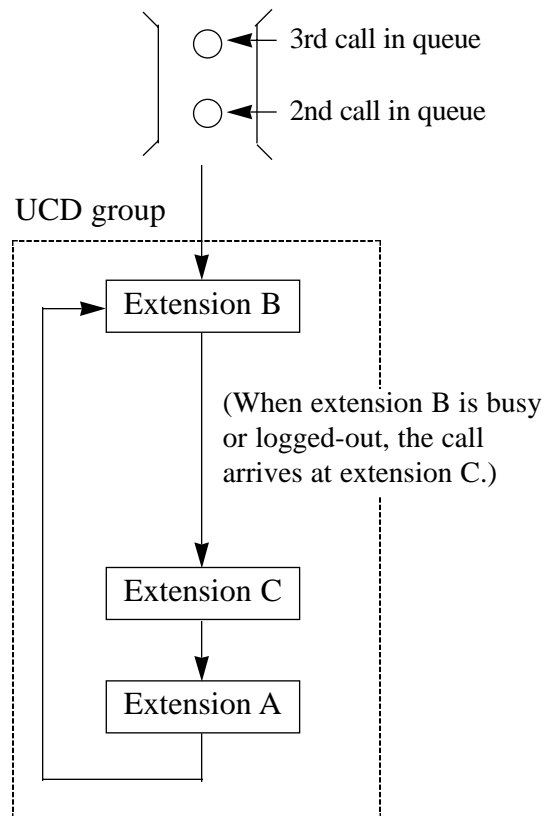 3rd call in queue
2nd call in queue
UCD group
Extension B
(When extension B is busy
or logged-out, the call
arrives at extension C.)
Extension C
Extension A